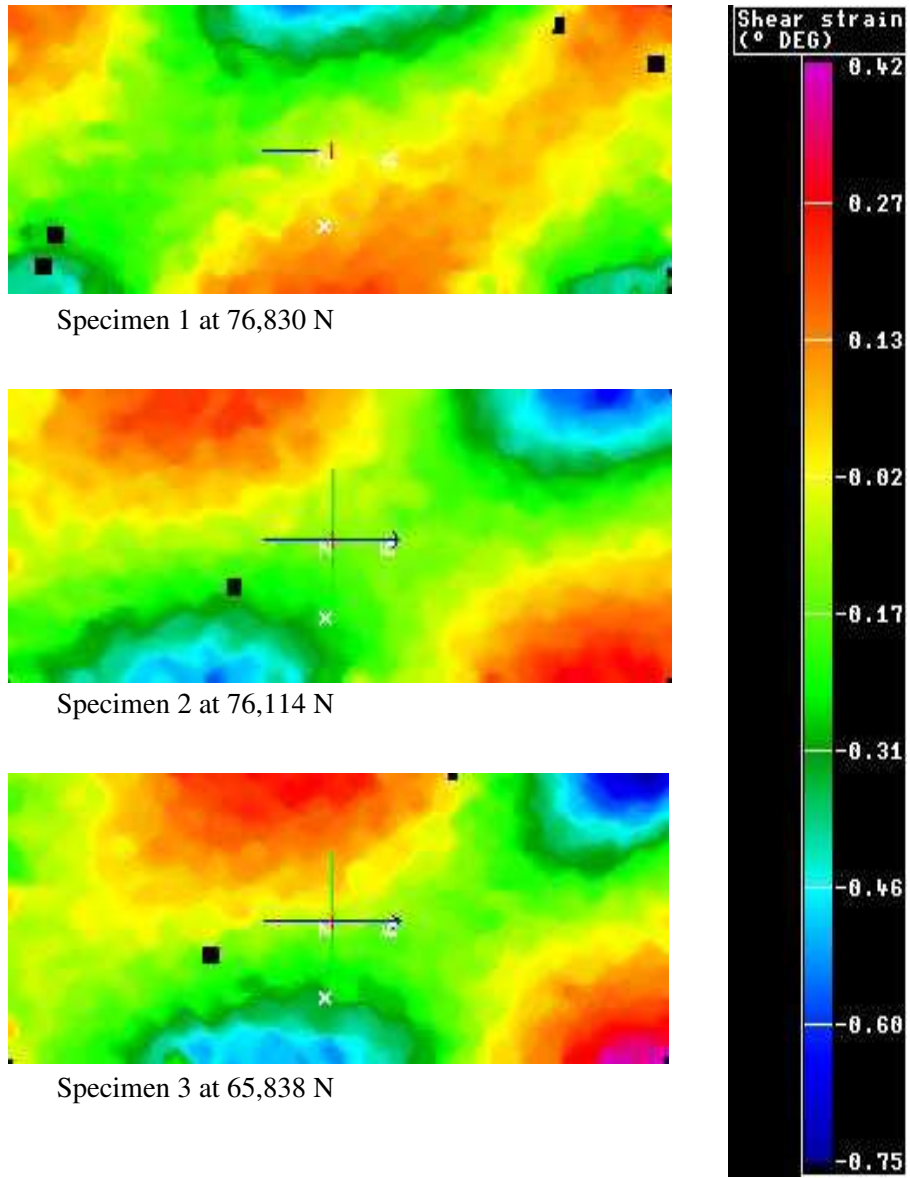 Shear strain
(° DEG)
0.42
0.27
0.13
-0.02
-0.17
-0.31
-0.46
-0.60
-0.75
Specimen 1 at 76,830 N
Specimen 2 at 76,114 N
Specimen 3 at 65,838 N